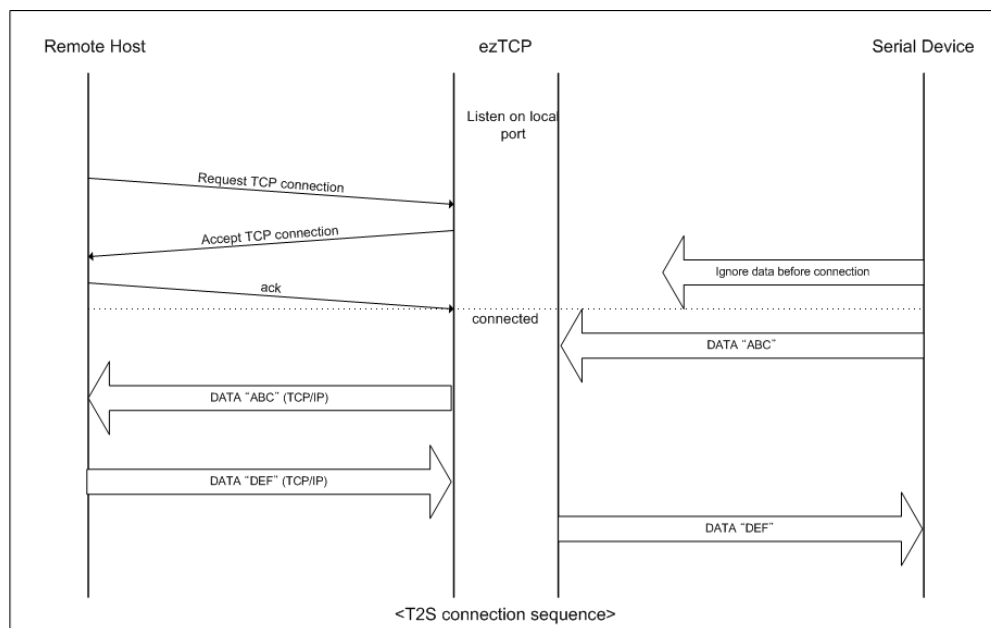 Remote Host
ezTCP
Serial Device
Listen on local
port
Request TCP connection
Accept TCP connection
Ignore data before connection
ack
connected
DATA “ABC”
DATA “ABC” (TCP/IP)
DATA “DEF” (TCP/IP)
DATA “DEF”
<T2S connection sequence>